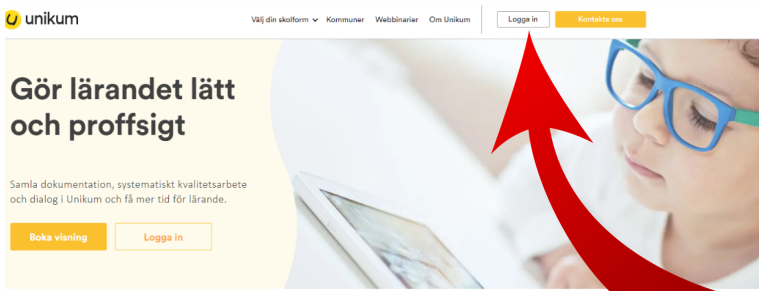 unikum
Välj din skolform Kommuner Webbinarier Om Unikum Logga in Kontakta oss
Gör lärandet lätt
och proffsigt
Samla dokumentation, systematiskt kvalitetsarbete
och dialog i Unikum och få mer tid för lärande.
Boka visning Logga in